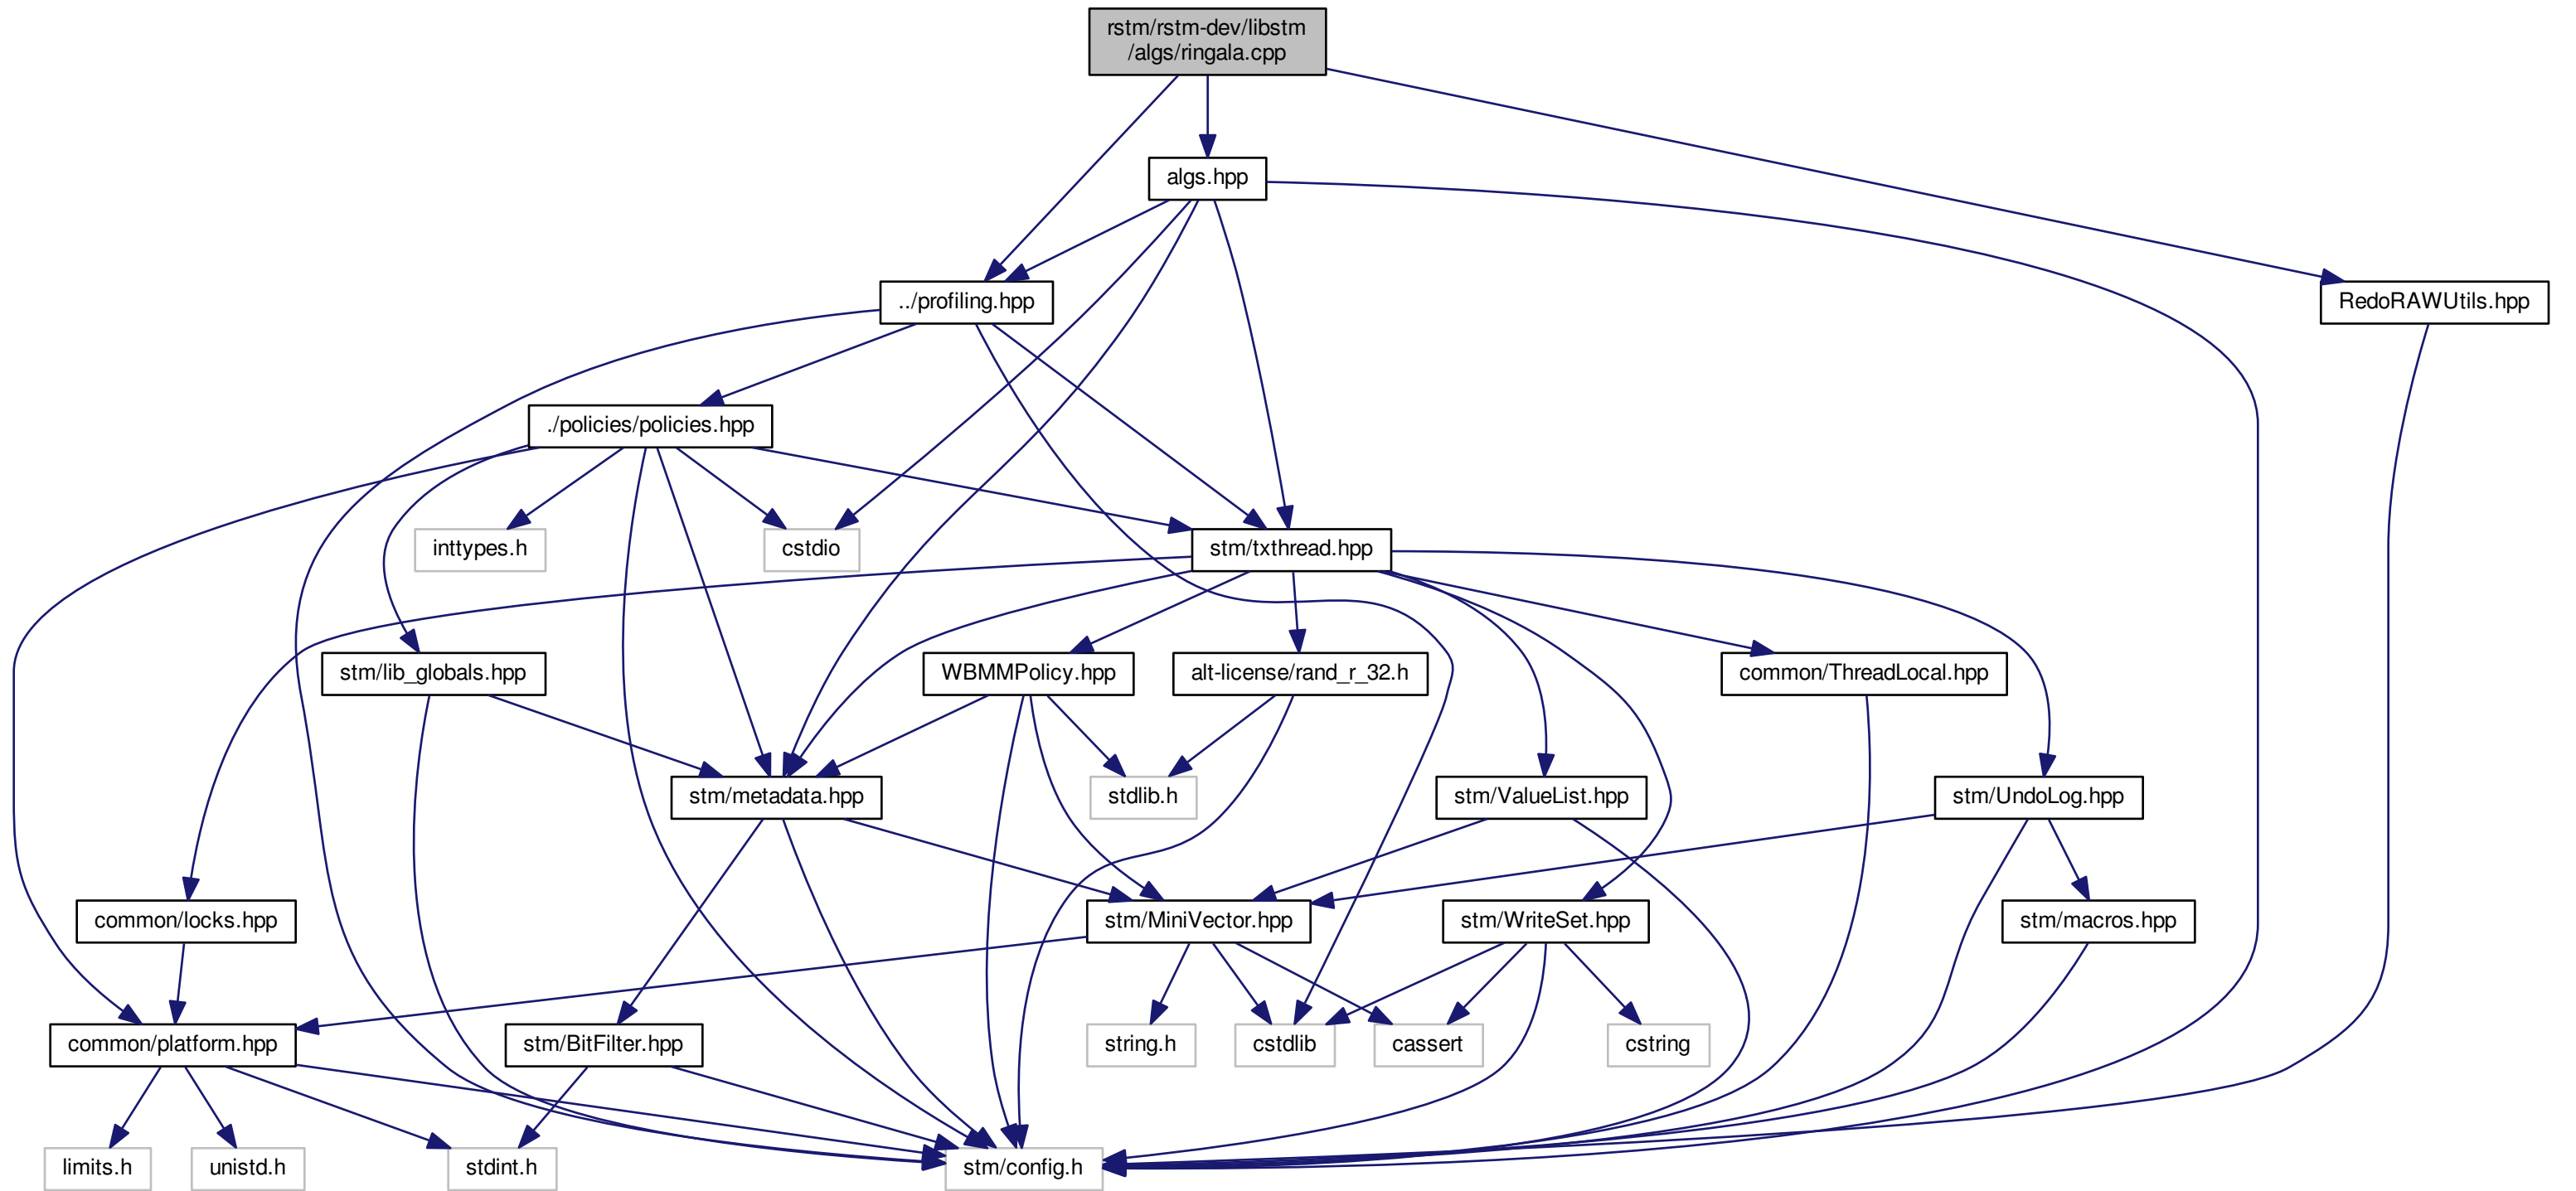 rstm/rstm-dev/libstm
/algs/ringala.cpp
algs.hpp
../profiling.hpp
RedoRAWUtils.hpp
./policies/policies.hpp
inttypes.h
cstdio
stm/txthread.hpp
stm/lib_globals.hpp
WBMMPolicy.hpp
alt-license/rand_r_32.h
common/ThreadLocal.hpp
stm/metadata.hpp
stdlib.h
stm/ValueList.hpp
stm/UndoLog.hpp
common/locks.hpp
stm/MiniVector.hpp
stm/WriteSet.hpp
stm/macros.hpp
common/platform.hpp
stm/BitFilter.hpp
string.h
cstdlib
cassert
cstring
limits.h
unistd.h
stdint.h
stm/config.h